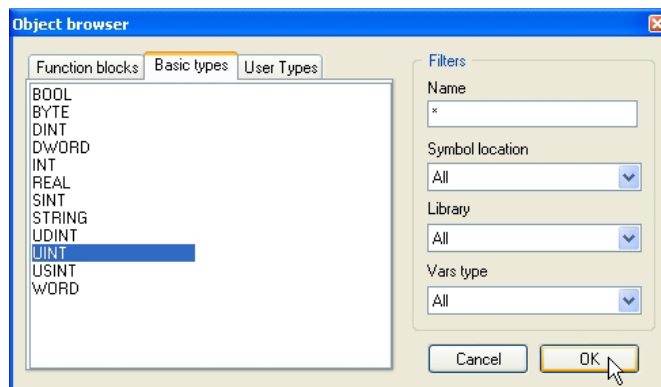 Object browser
Function blocks Basic types User Types
BOOL
BYTE
DINT
DWORD
INT
REAL
SINT
STRING
UDINT
UINT
USINT
WORD
Filters
Name
*
Symbol location
All
Library
All
Vars type
All
Cancel OK